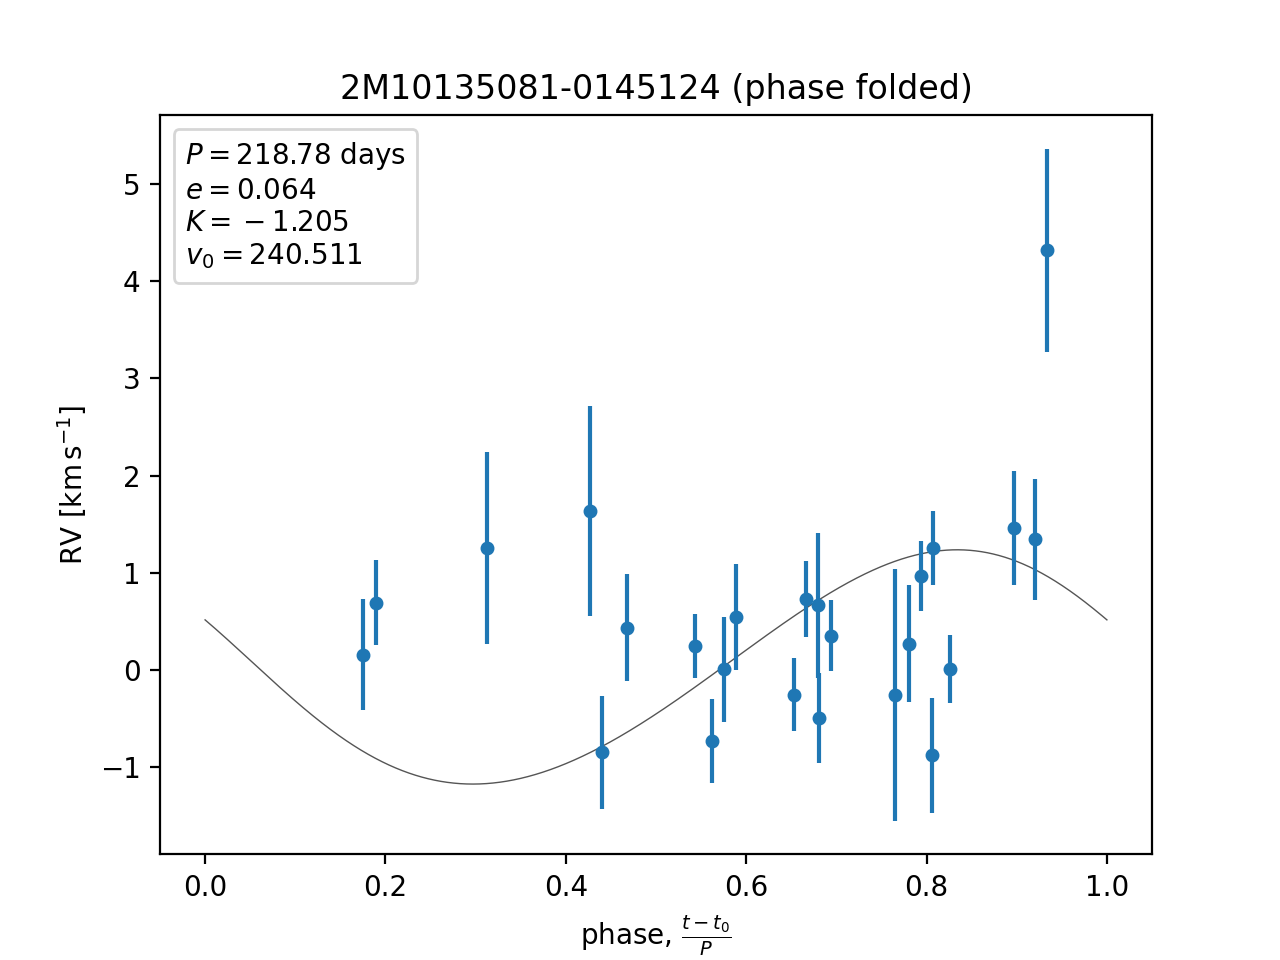 2M10135081-0145124 (phase folded)
P = 218.78 days
e = 0.064
K = −1.205
v₀ = 240.511
5
4
3
2
1
0
−1
RV [km s⁻¹]
0.0 0.2 0.4 0.6 0.8 1.0
phase, (t − t₀)/P